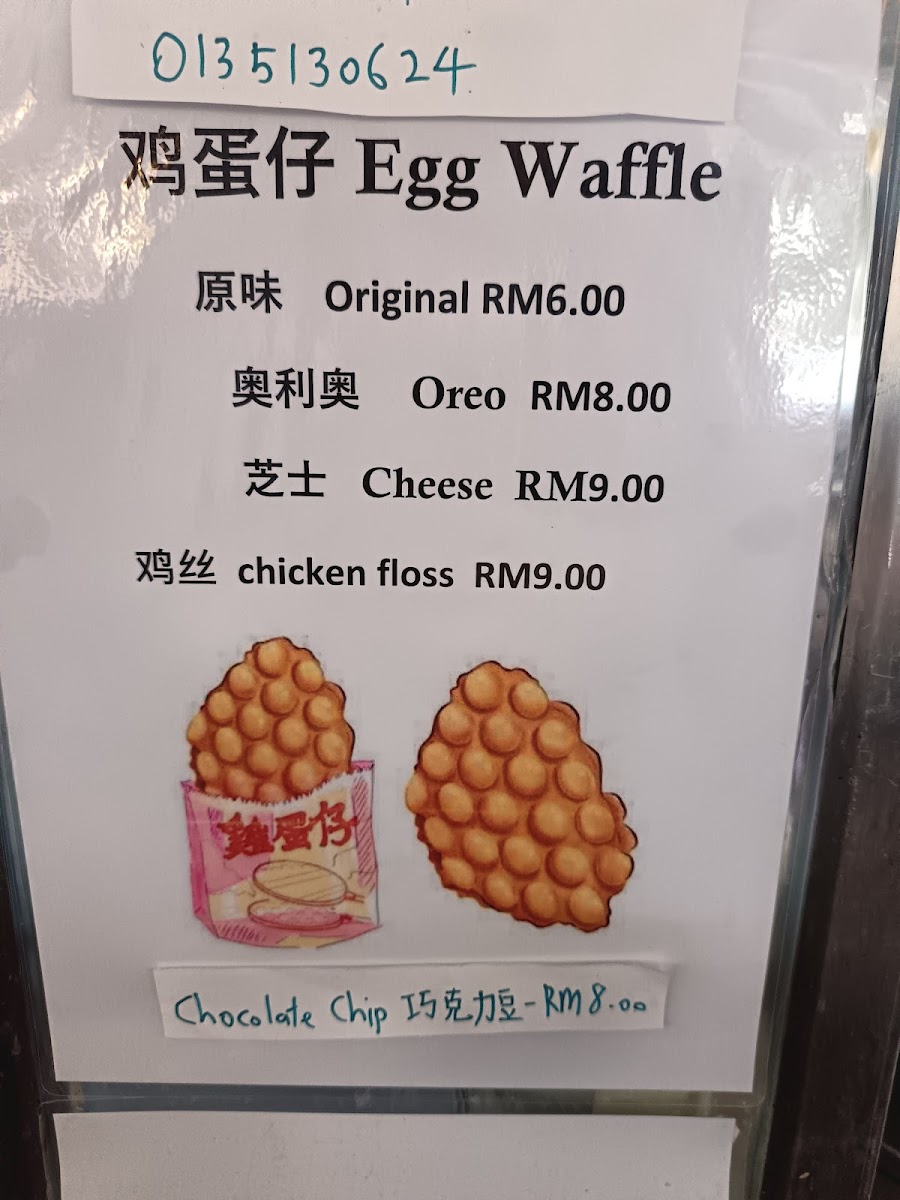 0135130624
鸡蛋仔 Egg Waffle
原味 Original RM6.00
奥利奥 Oreo RM8.00
芝士 Cheese RM9.00
鸡丝 chicken floss RM9.00
雞蛋仔
Chocolate Chip 巧克力豆-RM8.00